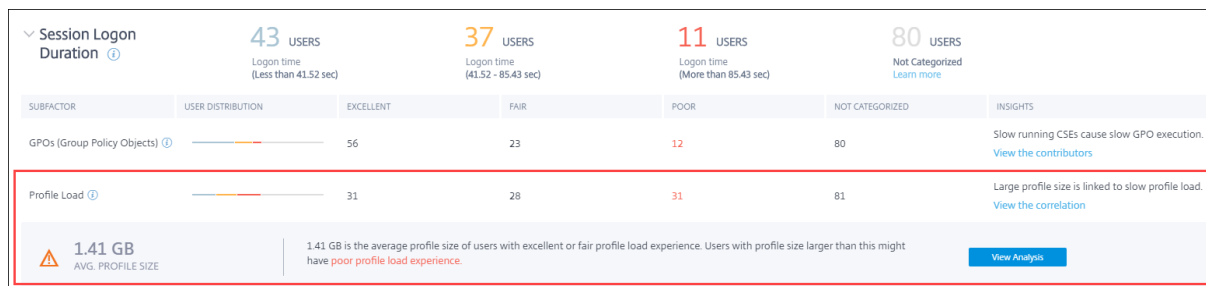 Session Logon Duration
43 USERS
Logon time
(Less than 41.52 sec)
37 USERS
Logon time
(41.52 - 85.43 sec)
11 USERS
Logon time
(More than 85.43 sec)
80 USERS
Not Categorized
Learn more
SUBFACTOR USER DISTRIBUTION EXCELLENT FAIR POOR NOT CATEGORIZED INSIGHTS
GPOs (Group Policy Objects) 56 23 12 80 Slow running CSEs cause slow GPO execution.
View the contributors
Profile Load 31 28 31 81 Large profile size is linked to slow profile load.
View the correlation
1.41 GB
AVG. PROFILE SIZE
1.41 GB is the average profile size of users with excellent or fair profile load experience. Users with profile size larger than this might
have poor profile load experience.
View Analysis